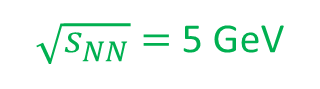 √s_NN = 5 GeV